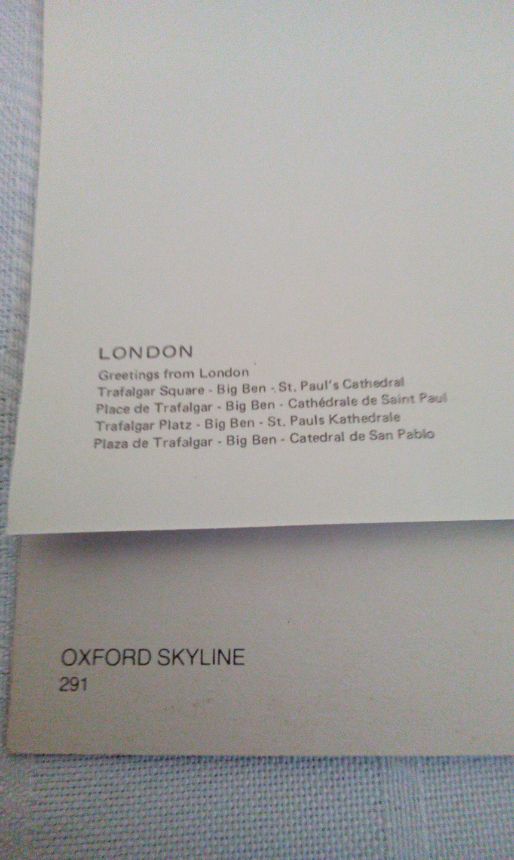 LONDON
Greetings from London
Trafalgar Square - Big Ben - St. Paul's Cathedral
Place de Trafalgar - Big Ben - Cathédrale de Saint Paul
Trafalgar Platz - Big Ben - St. Pauls Kathedrale
Plaza de Trafalgar - Big Ben - Catedral de San Pablo
OXFORD SKYLINE
291